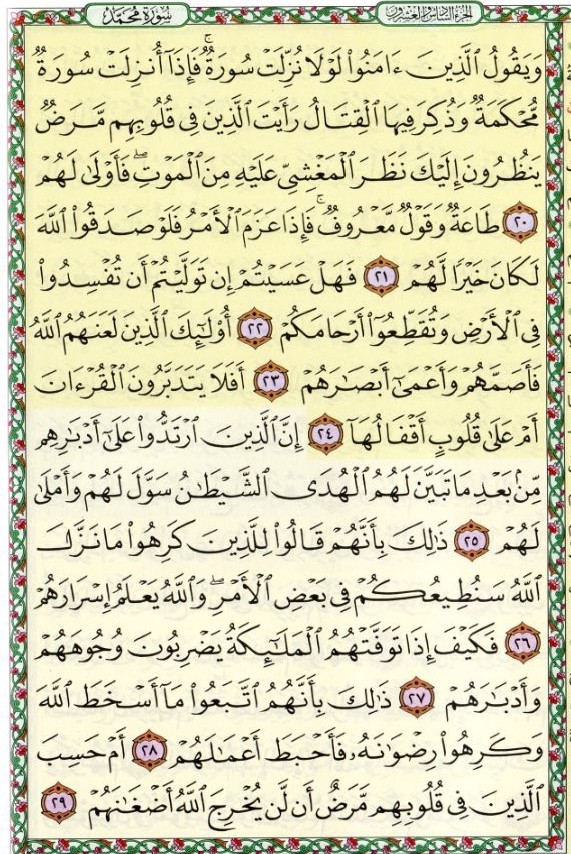 سورة محمد
الجزء السادس والعشرون
وَيَقُولُ ٱلَّذِينَ ءَامَنُوا۟ لَوْلَا نُزِّلَتْ سُورَةٌ ۖ فَإِذَآ أُنزِلَتْ سُورَةٌ
مُّحْكَمَةٌ وَذُكِرَ فِيهَا ٱلْقِتَالُ ۙ رَأَيْتَ ٱلَّذِينَ فِى قُلُوبِهِم مَّرَضٌ
يَنظُرُونَ إِلَيْكَ نَظَرَ ٱلْمَغْشِىِّ عَلَيْهِ مِنَ ٱلْمَوْتِ ۖ فَأَوْلَىٰ لَهُمْ
٢٠ طَاعَةٌ وَقَوْلٌ مَّعْرُوفٌ ۚ فَإِذَا عَزَمَ ٱلْأَمْرُ فَلَوْ صَدَقُوا۟ ٱللَّهَ
لَكَانَ خَيْرًا لَّهُمْ ٢١ فَهَلْ عَسَيْتُمْ إِن تَوَلَّيْتُمْ أَن تُفْسِدُوا۟
فِى ٱلْأَرْضِ وَتُقَطِّعُوٓا۟ أَرْحَامَكُمْ ٢٢ أُو۟لَٰٓئِكَ ٱلَّذِينَ لَعَنَهُمُ ٱللَّهُ
فَأَصَمَّهُمْ وَأَعْمَىٰٓ أَبْصَٰرَهُمْ ٢٣ أَفَلَا يَتَدَبَّرُونَ ٱلْقُرْءَانَ
أَمْ عَلَىٰ قُلُوبٍ أَقْفَالُهَآ ٢٤ إِنَّ ٱلَّذِينَ ٱرْتَدُّوا۟ عَلَىٰٓ أَدْبَٰرِهِم
مِّنۢ بَعْدِ مَا تَبَيَّنَ لَهُمُ ٱلْهُدَى ۙ ٱلشَّيْطَٰنُ سَوَّلَ لَهُمْ وَأَمْلَىٰ
لَهُمْ ٢٥ ذَٰلِكَ بِأَنَّهُمْ قَالُوا۟ لِلَّذِينَ كَرِهُوا۟ مَا نَزَّلَ
ٱللَّهُ سَنُطِيعُكُمْ فِى بَعْضِ ٱلْأَمْرِ ۖ وَٱللَّهُ يَعْلَمُ إِسْرَارَهُمْ
٢٦ فَكَيْفَ إِذَا تَوَفَّتْهُمُ ٱلْمَلَٰٓئِكَةُ يَضْرِبُونَ وُجُوهَهُمْ
وَأَدْبَٰرَهُمْ ٢٧ ذَٰلِكَ بِأَنَّهُمُ ٱتَّبَعُوا۟ مَآ أَسْخَطَ ٱللَّهَ
وَكَرِهُوا۟ رِضْوَٰنَهُۥ فَأَحْبَطَ أَعْمَٰلَهُمْ ٢٨ أَمْ حَسِبَ
ٱلَّذِينَ فِى قُلُوبِهِم مَّرَضٌ أَن لَّن يُخْرِجَ ٱللَّهُ أَضْغَٰنَهُمْ ٢٩